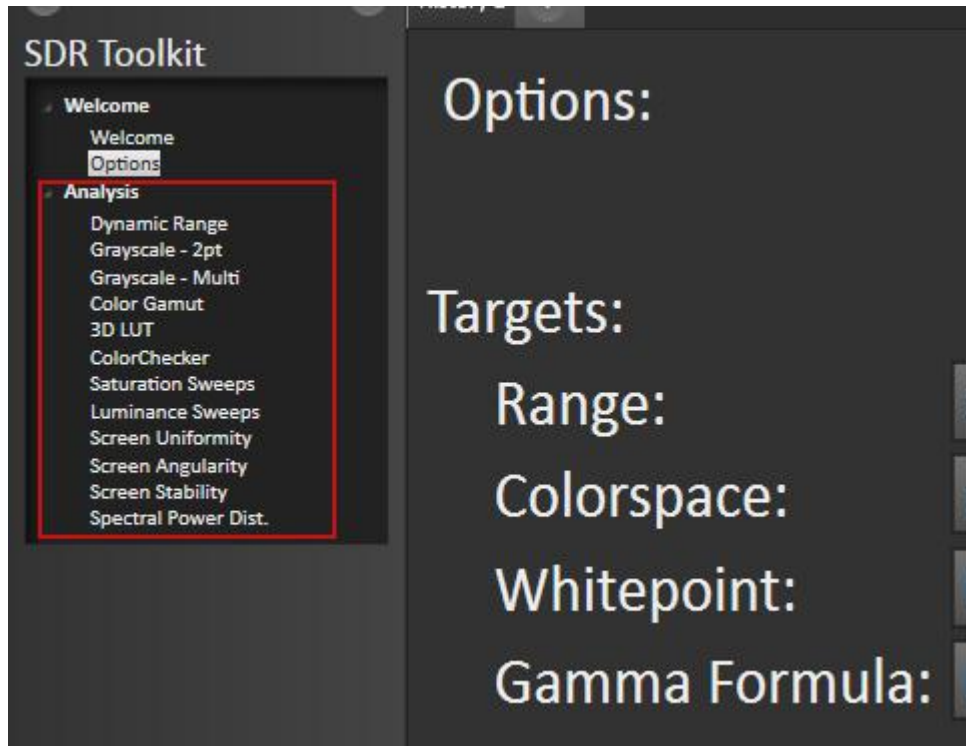 SDR Toolkit
Welcome
Welcome
Options
Analysis
Dynamic Range
Grayscale - 2pt
Grayscale - Multi
Color Gamut
3D LUT
ColorChecker
Saturation Sweeps
Luminance Sweeps
Screen Uniformity
Screen Angularity
Screen Stability
Spectral Power Dist.
Options:
Targets:
Range:
Colorspace:
Whitepoint:
Gamma Formula: